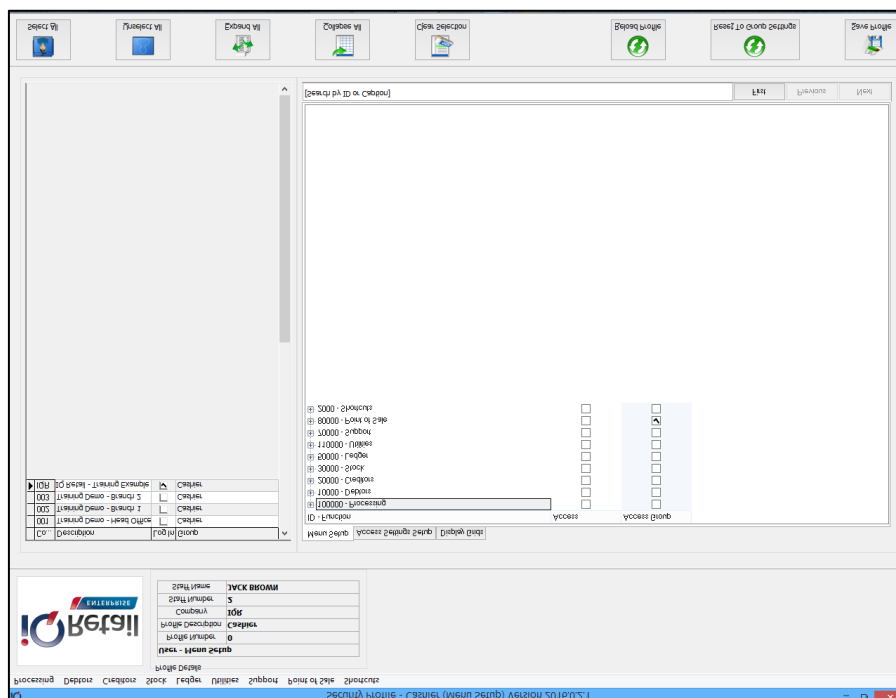 Security Profile - Cashier (Menu Setup) Version 2016.0.2.1
Processing Debtors Creditors Stock Ledger Utilities Support Point of Sale Shortcuts
iQ Retail
ENTERPRISE
Profile Details
User - Menu Setup
Profile Number 0
Profile Description Cashier
Company IQR
Staff Number 2
Staff Name JACK BROWN
Co... Description Log In Group
001 Training Demo - Head Office Cashier
002 Training Demo - Branch 1 Cashier
003 Training Demo - Branch 2 Cashier
IQR IQ Retail - Training Example Cashier
Menu Setup Access Settings Setup Display Grids
ID - Function Access Access Group
100000 - Processing
10000 - Debtors
20000 - Creditors
30000 - Stock
50000 - Ledger
110000 - Utilities
70000 - Support
80000 - Point of Sale
2000 - Shortcuts
[Search by ID or Caption] First Previous Next
Select All Unselect All Expand All Collapse All Clear Selection Reload Profile Reset To Group Settings Save Profile